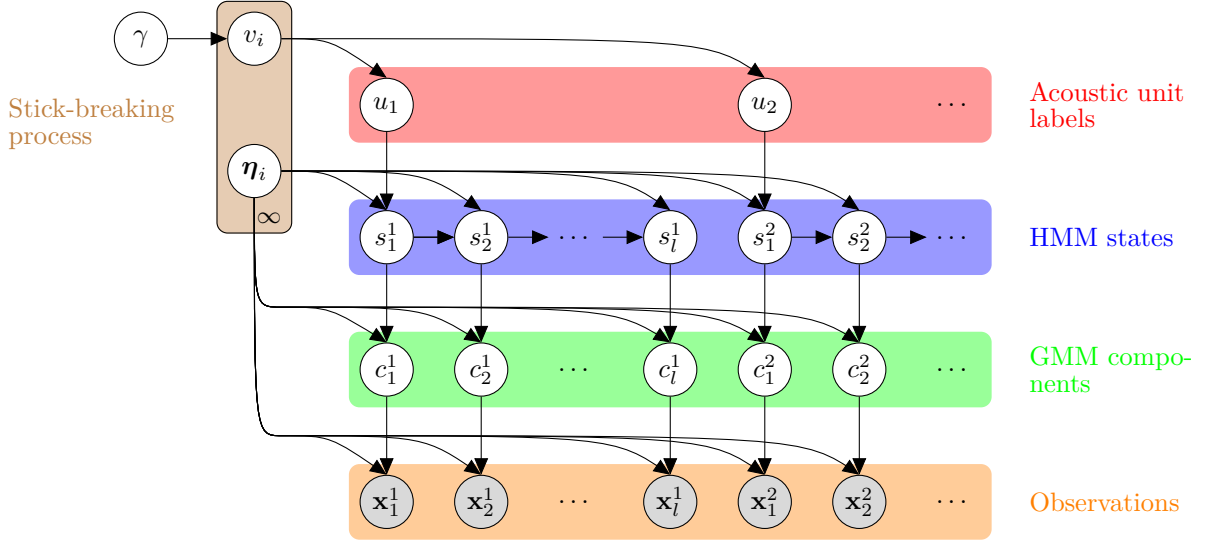 γ v_i
u_1 u_2 ⋯ Acoustic unit
labels
Stick-breaking
process
η_i
∞
s_1^1 s_2^1 ⋯ s_l^1 s_1^2 s_2^2 ⋯ HMM states
c_1^1 c_2^1 ⋯ c_l^1 c_1^2 c_2^2 ⋯ GMM compo-
nents
x_1^1 x_2^1 ⋯ x_l^1 x_1^2 x_2^2 ⋯ Observations